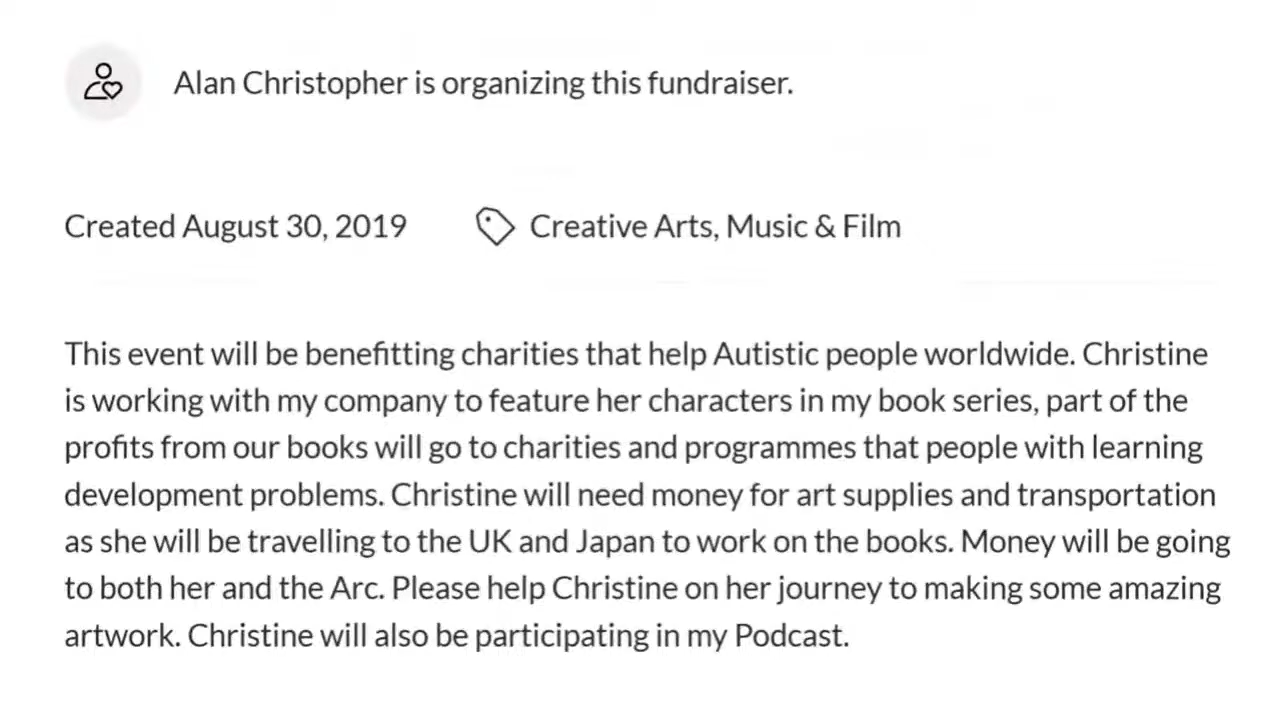 Alan Christopher is organizing this fundraiser.
Created August 30, 2019
Creative Arts, Music & Film
This event will be benefitting charities that help Autistic people worldwide. Christine
is working with my company to feature her characters in my book series, part of the
profits from our books will go to charities and programmes that people with learning
development problems. Christine will need money for art supplies and transportation
as she will be travelling to the UK and Japan to work on the books. Money will be going
to both her and the Arc. Please help Christine on her journey to making some amazing
artwork. Christine will also be participating in my Podcast.